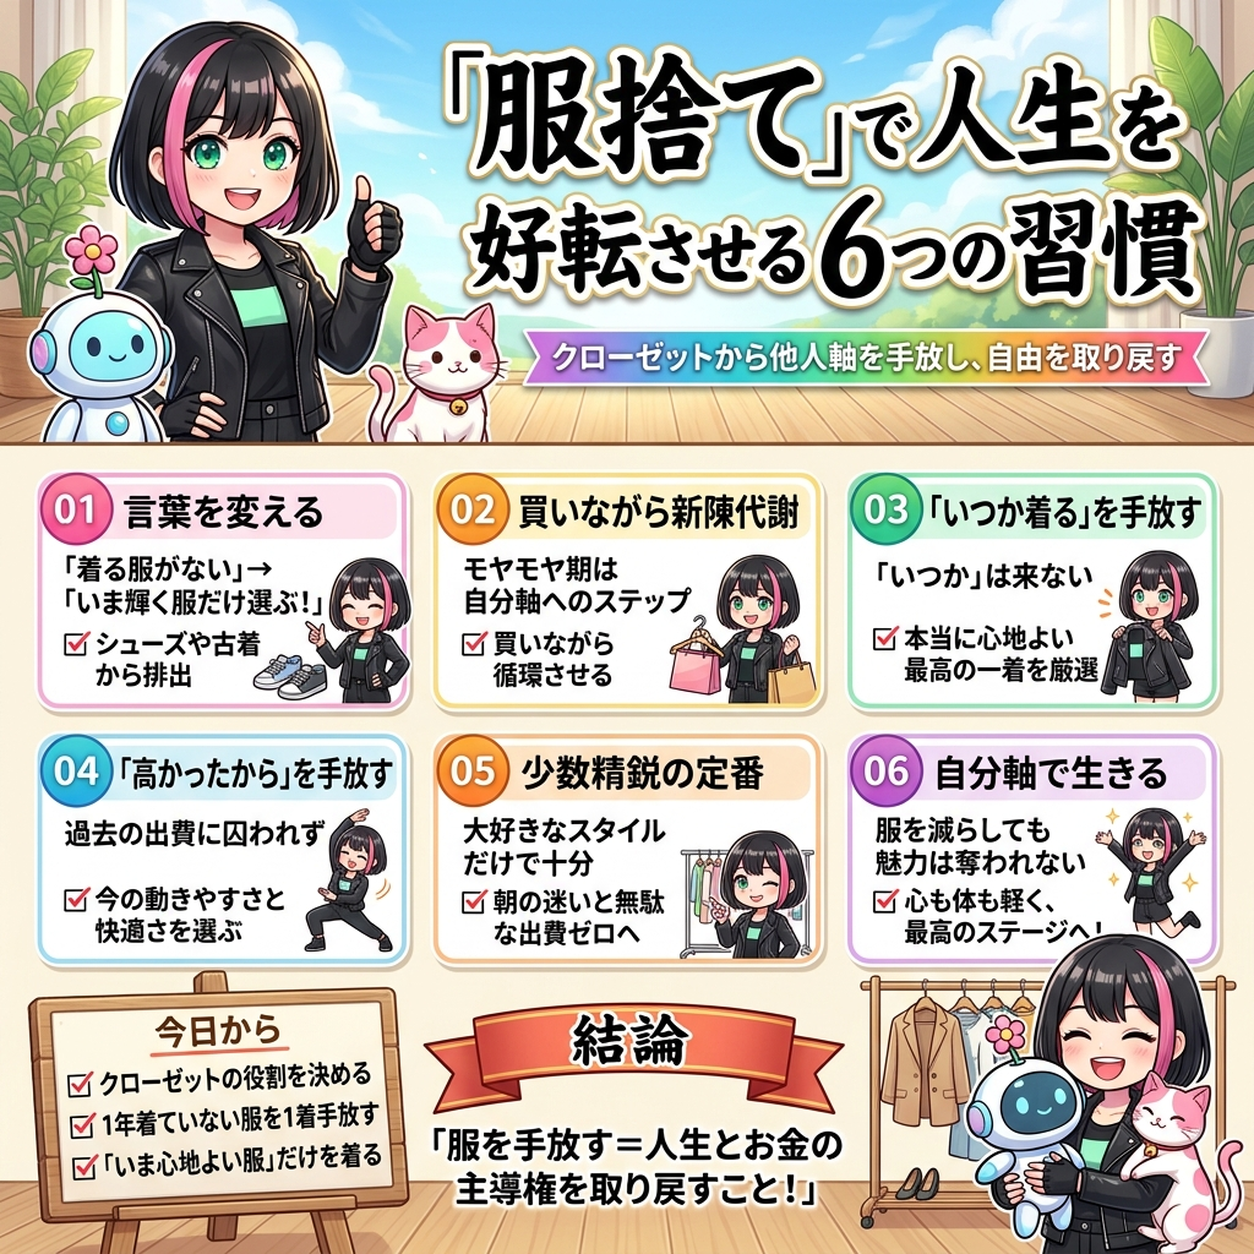 「服捨て」で人生を
好転させる6つの習慣
クローゼットから他人軸を手放し、自由を取り戻す
01 言葉を変える
「着る服がない」→
「いま輝く服だけ選ぶ!」
シューズや古着
から排出
02 買いながら新陳代謝
モヤモヤ期は
自分軸へのステップ
買いながら
循環させる
03 「いつか着る」を手放す
「いつか」は来ない
本当に心地よい
最高の一着を厳選
04 「高かったから」を手放す
過去の出費に囚われず
今の動きやすさと
快適さを選ぶ
05 少数精鋭の定番
大好きなスタイル
だけで十分
朝の迷いと無駄
な出費ゼロへ
06 自分軸で生きる
服を減らしても
魅力は奪われない
心も体も軽く、
最高のステージへ!
今日から
クローゼットの役割を決める
1年着ていない服を1着手放す
「いま心地よい服」だけを着る
結論
「服を手放す=人生とお金の
主導権を取り戻すこと!」